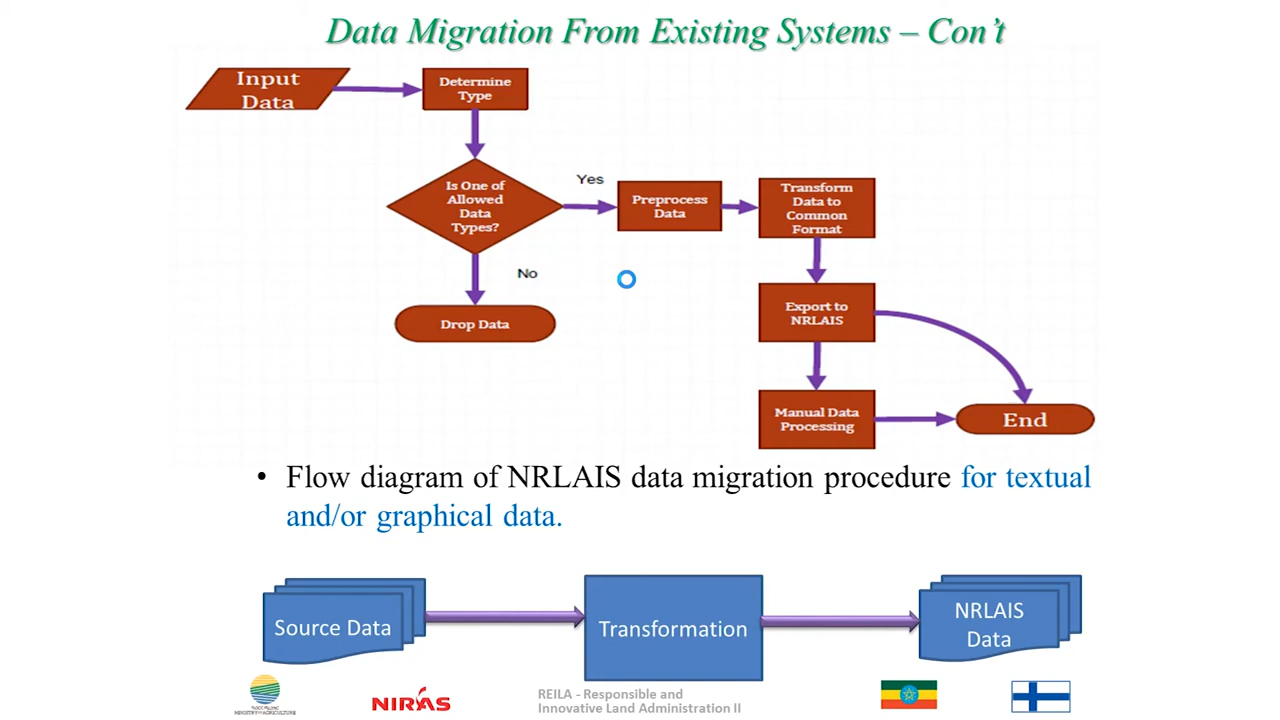 Data Migration From Existing Systems – Con't
Input
Data
Determine
Type
Is One of
Allowed
Data
Types?
Yes
Preprocess
Data
Transform
Data to
Common
Format
No
Drop Data
Export to
NRLAIS
Manual Data
Processing
End
• Flow diagram of NRLAIS data migration procedure for textual
and/or graphical data.
Source Data
Transformation
NRLAIS
Data
MINISTRY OF AGRICULTURE
NIRAS
REILA - Responsible and
Innovative Land Administration II